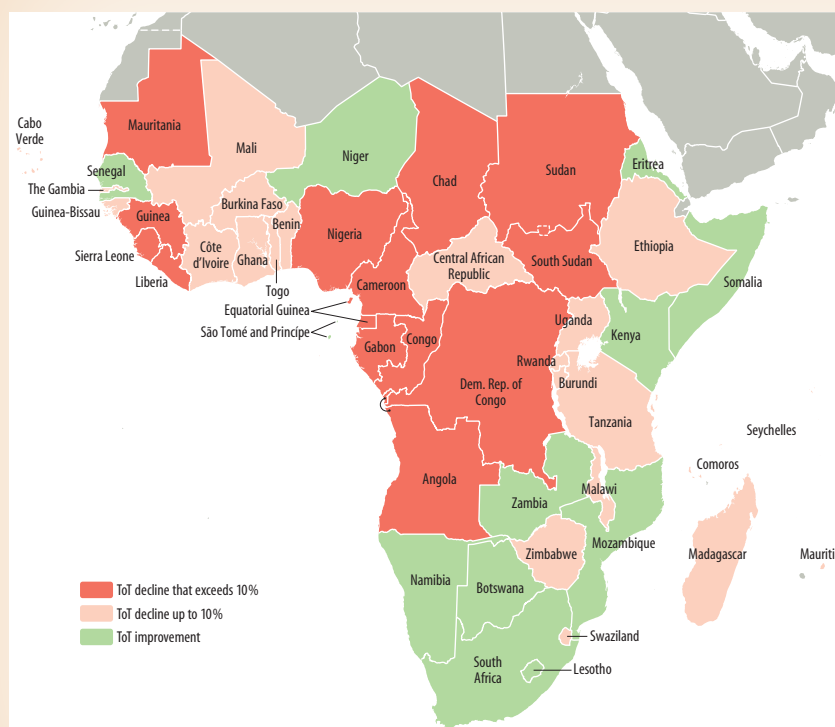 Cabo
Verde
Mauritania
Mali
Niger
Chad
Sudan
Eritrea
Senegal
The Gambia
Guinea-Bissau
Guinea
Burkina Faso
Benin
Nigeria
Sierra Leone
Liberia
Côte
d'Ivoire
Ghana
Togo
Cameroon
Central African
Republic
South Sudan
Ethiopia
Somalia
Equatorial Guinea
São Tomé and Princípe
Gabon
Congo
Uganda
Kenya
Rwanda
Burundi
Dem. Rep. of
Congo
Tanzania
Seychelles
Comoros
Angola
Zambia
Malawi
Mozambique
Zimbabwe
Madagascar
Mauriti
Namibia
Botswana
Swaziland
Lesotho
South
Africa
ToT decline that exceeds 10%
ToT decline up to 10%
ToT improvement